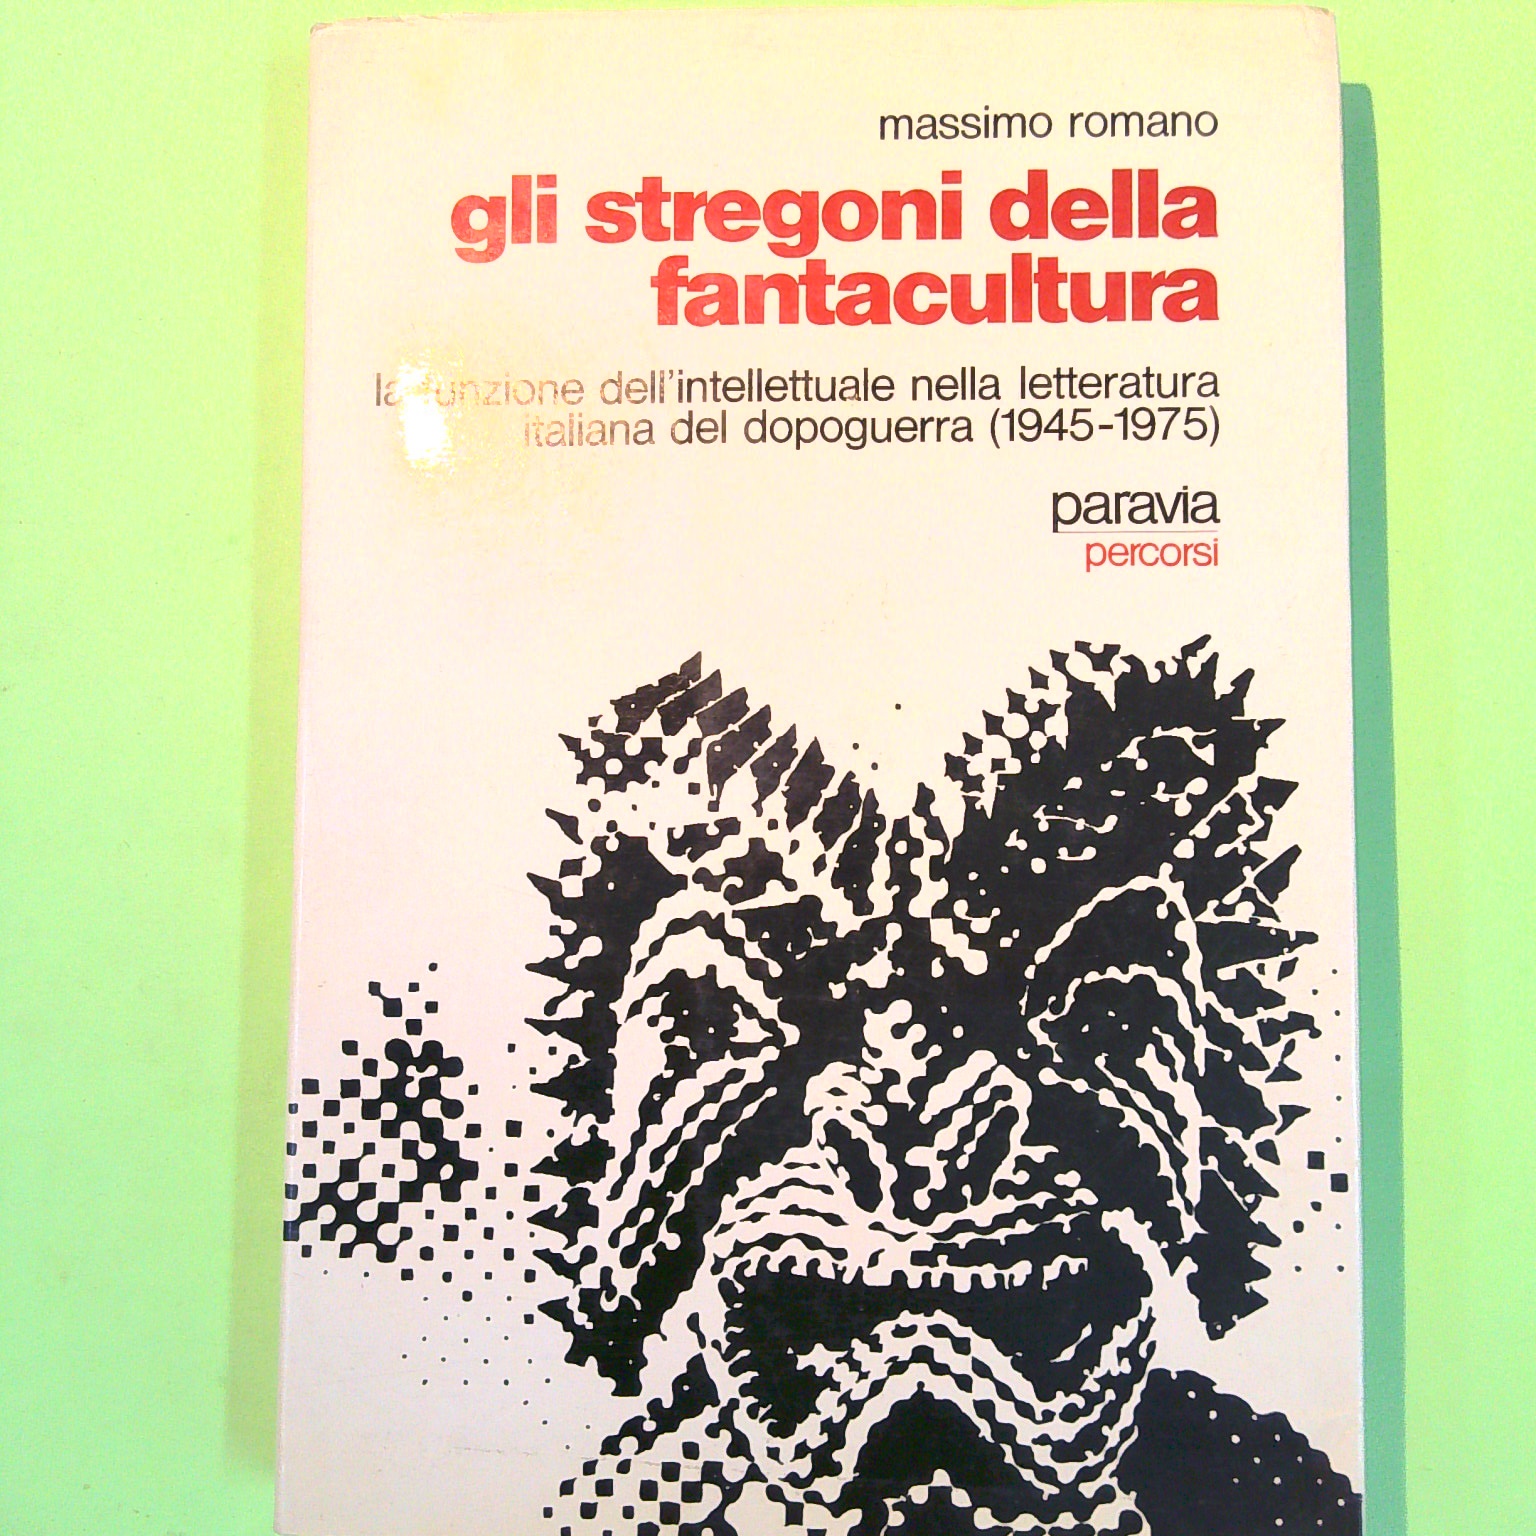 massimo romano
gli stregoni della
fantacultura
la funzione dell'intellettuale nella letteratura
italiana del dopoguerra (1945-1975)
paravia
percorsi